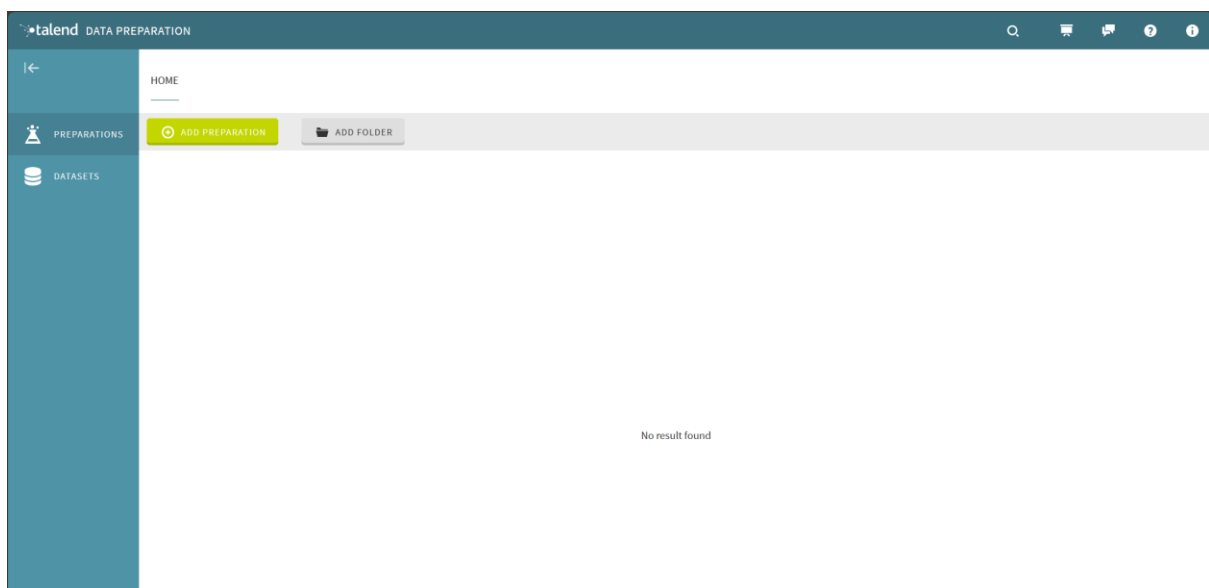 talend DATA PREPARATION
HOME
PREPARATIONS
ADD PREPARATION
ADD FOLDER
DATASETS
No result found